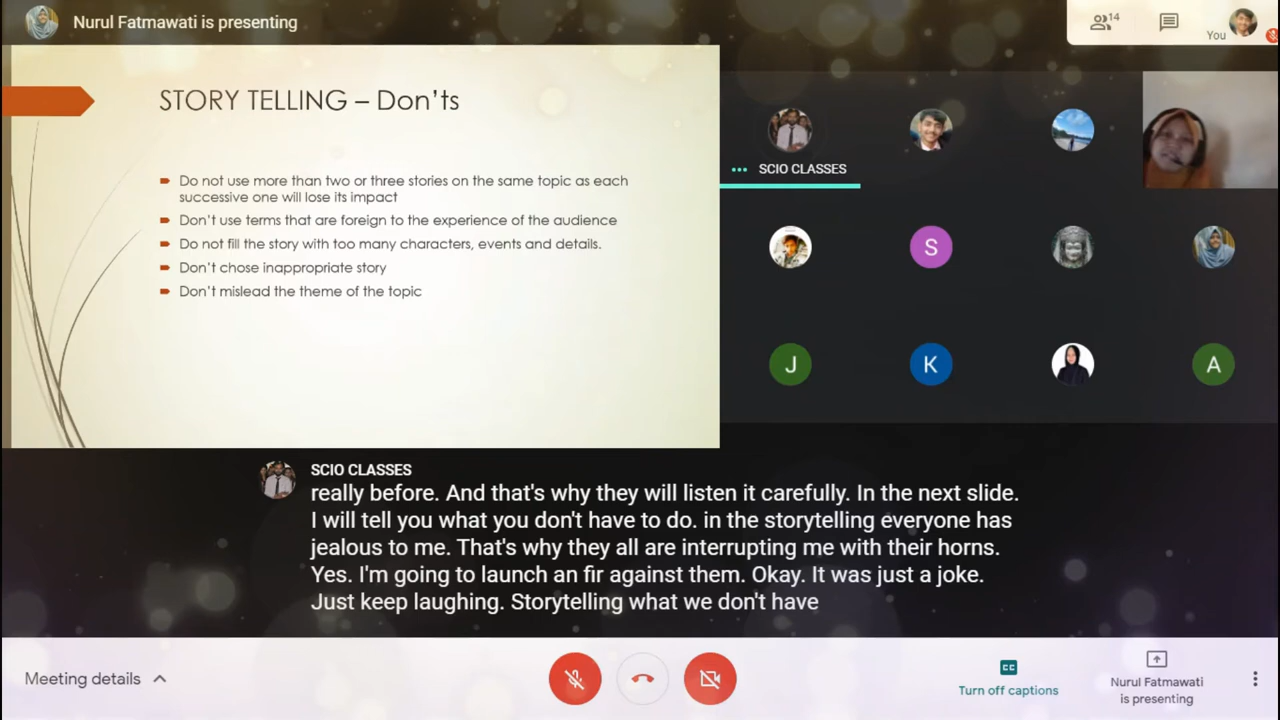 Nurul Fatmawati is presenting
14
You
STORY TELLING – Don'ts
Do not use more than two or three stories on the same topic as each
successive one will lose its impact
Don't use terms that are foreign to the experience of the audience
Do not fill the story with too many characters, events and details.
Don't chose inappropriate story
Don't mislead the theme of the topic
SCIO CLASSES
S
J
K
A
SCIO CLASSES
really before. And that's why they will listen it carefully. In the next slide.
I will tell you what you don't have to do. in the storytelling everyone has
jealous to me. That's why they all are interrupting me with their horns.
Yes. I'm going to launch an fir against them. Okay. It was just a joke.
Just keep laughing. Storytelling what we don't have
Meeting details
CC
Turn off captions
Nurul Fatmawati
is presenting